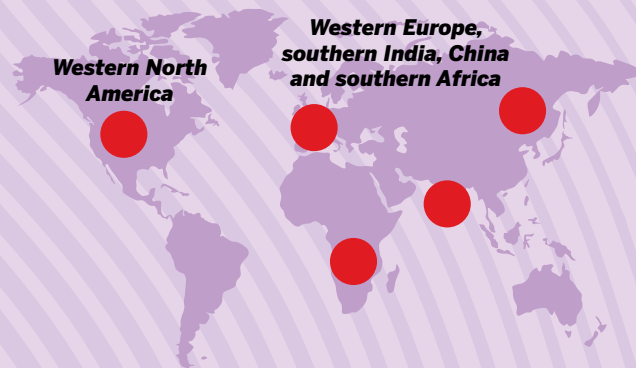 Western North
America
Western Europe,
southern India, China
and southern Africa